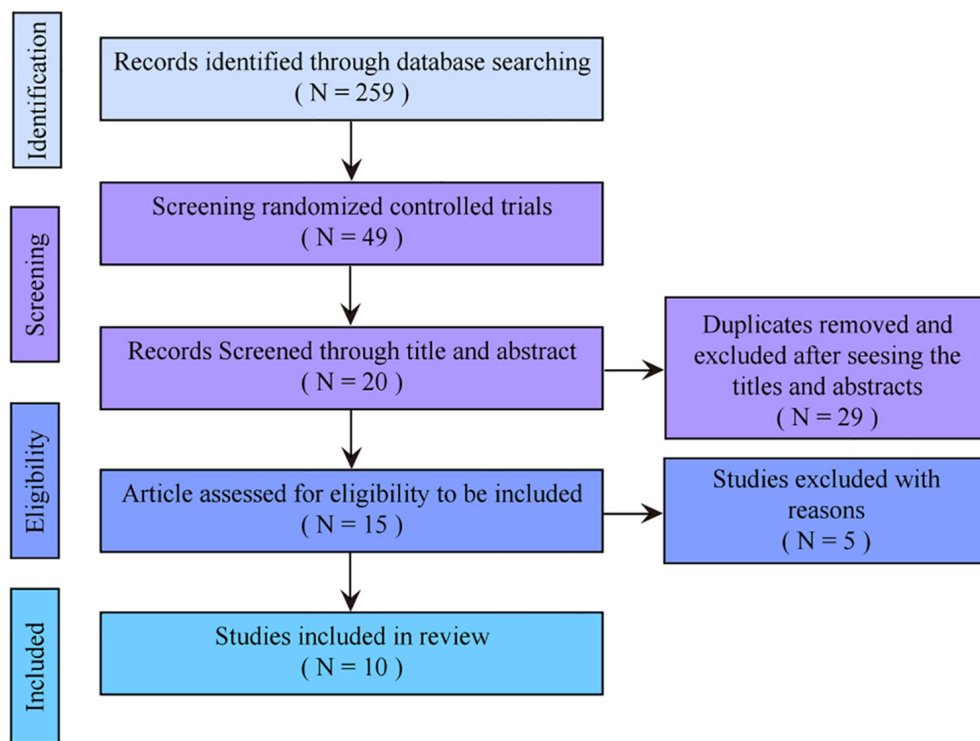 Identification
Records identified through database searching
( N = 259 )
Screening
Screening randomized controlled trials
( N = 49 )
Records Screened through title and abstract
( N = 20 )
Duplicates removed and
excluded after seesing the
titles and abstracts
( N = 29 )
Eligibility
Article assessed for eligibility to be included
( N = 15 )
Studies excluded with
reasons
( N = 5 )
Included
Studies included in review
( N = 10 )